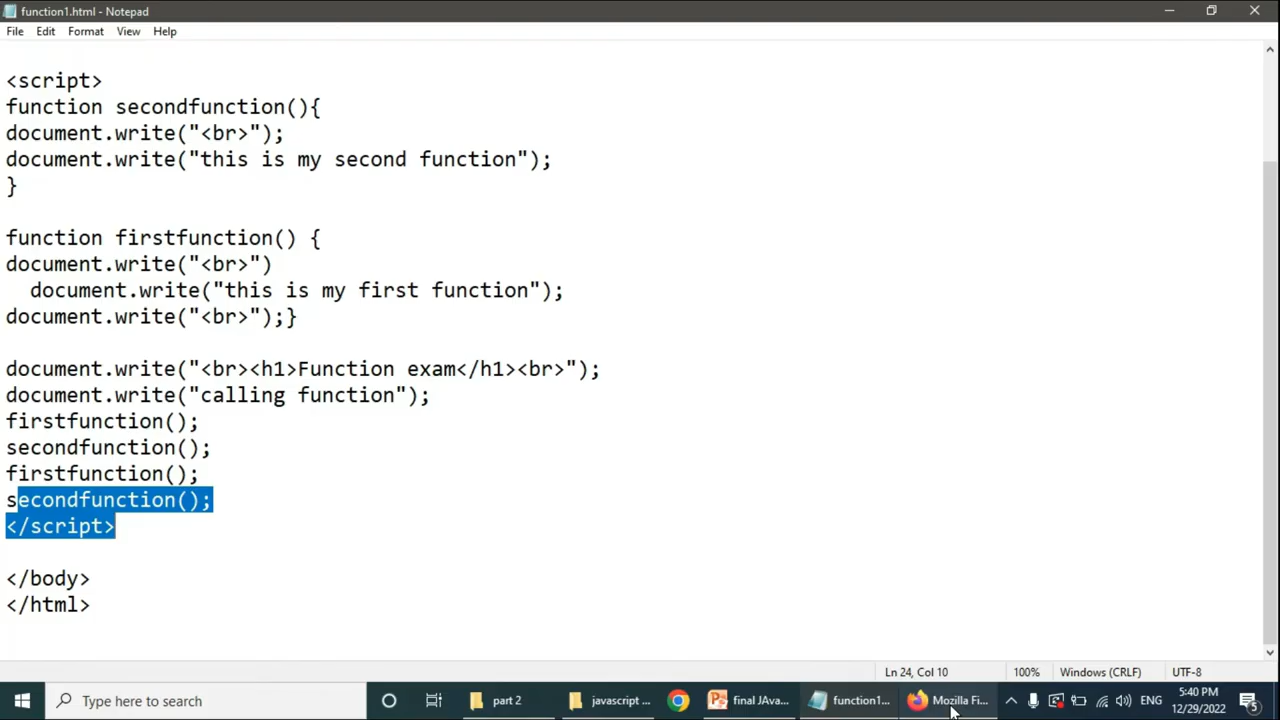 function1.html - Notepad
File Edit Format View Help
<script>
function secondfunction(){
document.write("<br>");
document.write("this is my second function");
}
function firstfunction() {
document.write("<br>")
document.write("this is my first function");
document.write("<br>");}
document.write("<br><h1>Function exam</h1><br>");
document.write("calling function");
firstfunction();
secondfunction();
firstfunction();
secondfunction();
</script>
</body>
</html>
Ln 24, Col 10 100% Windows (CRLF) UTF-8
Type here to search part 2 javascript ... final JAva... function1... Mozilla Fi... ENG 5:40 PM 12/29/2022 5